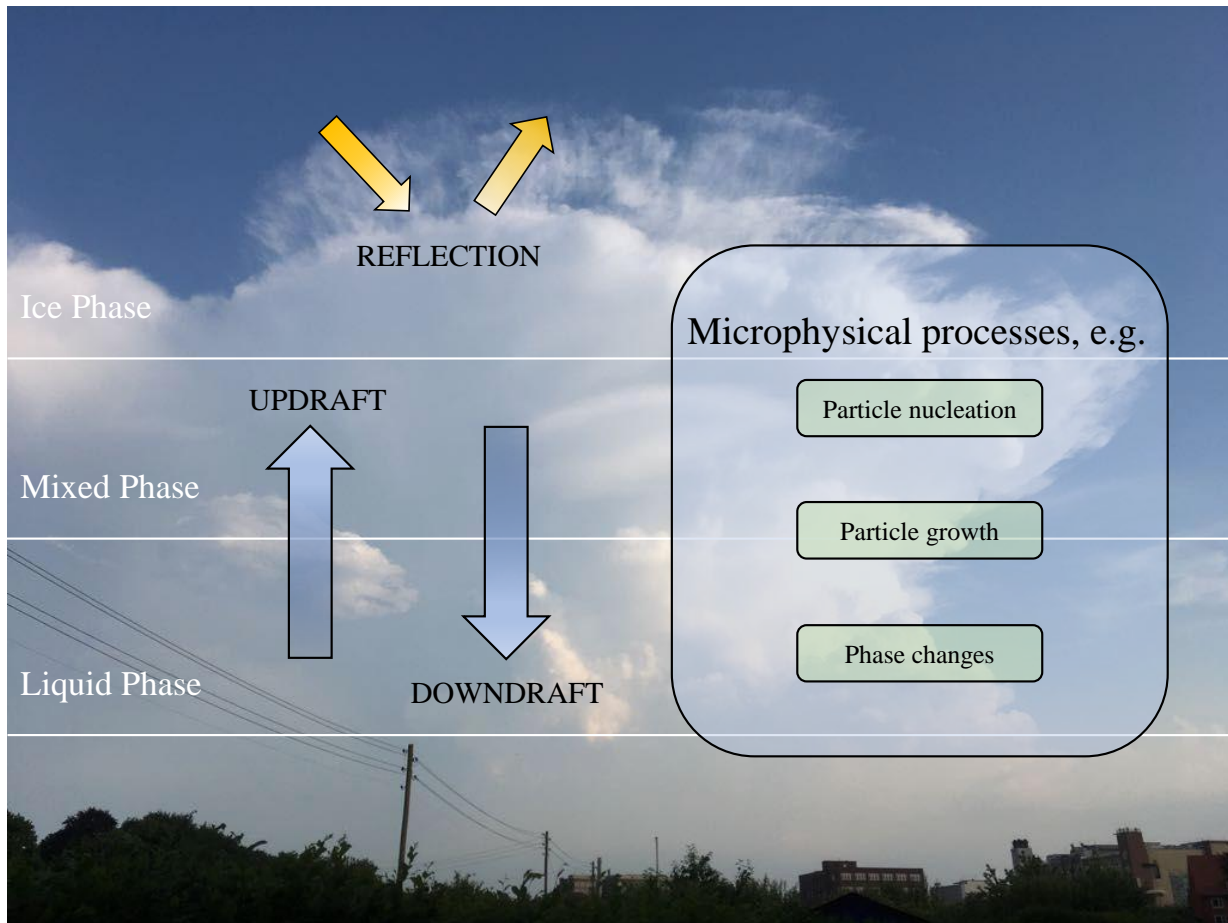 REFLECTION
Ice Phase
Microphysical processes, e.g.
UPDRAFT
Particle nucleation
Mixed Phase
Particle growth
Liquid Phase
DOWNDRAFT
Phase changes